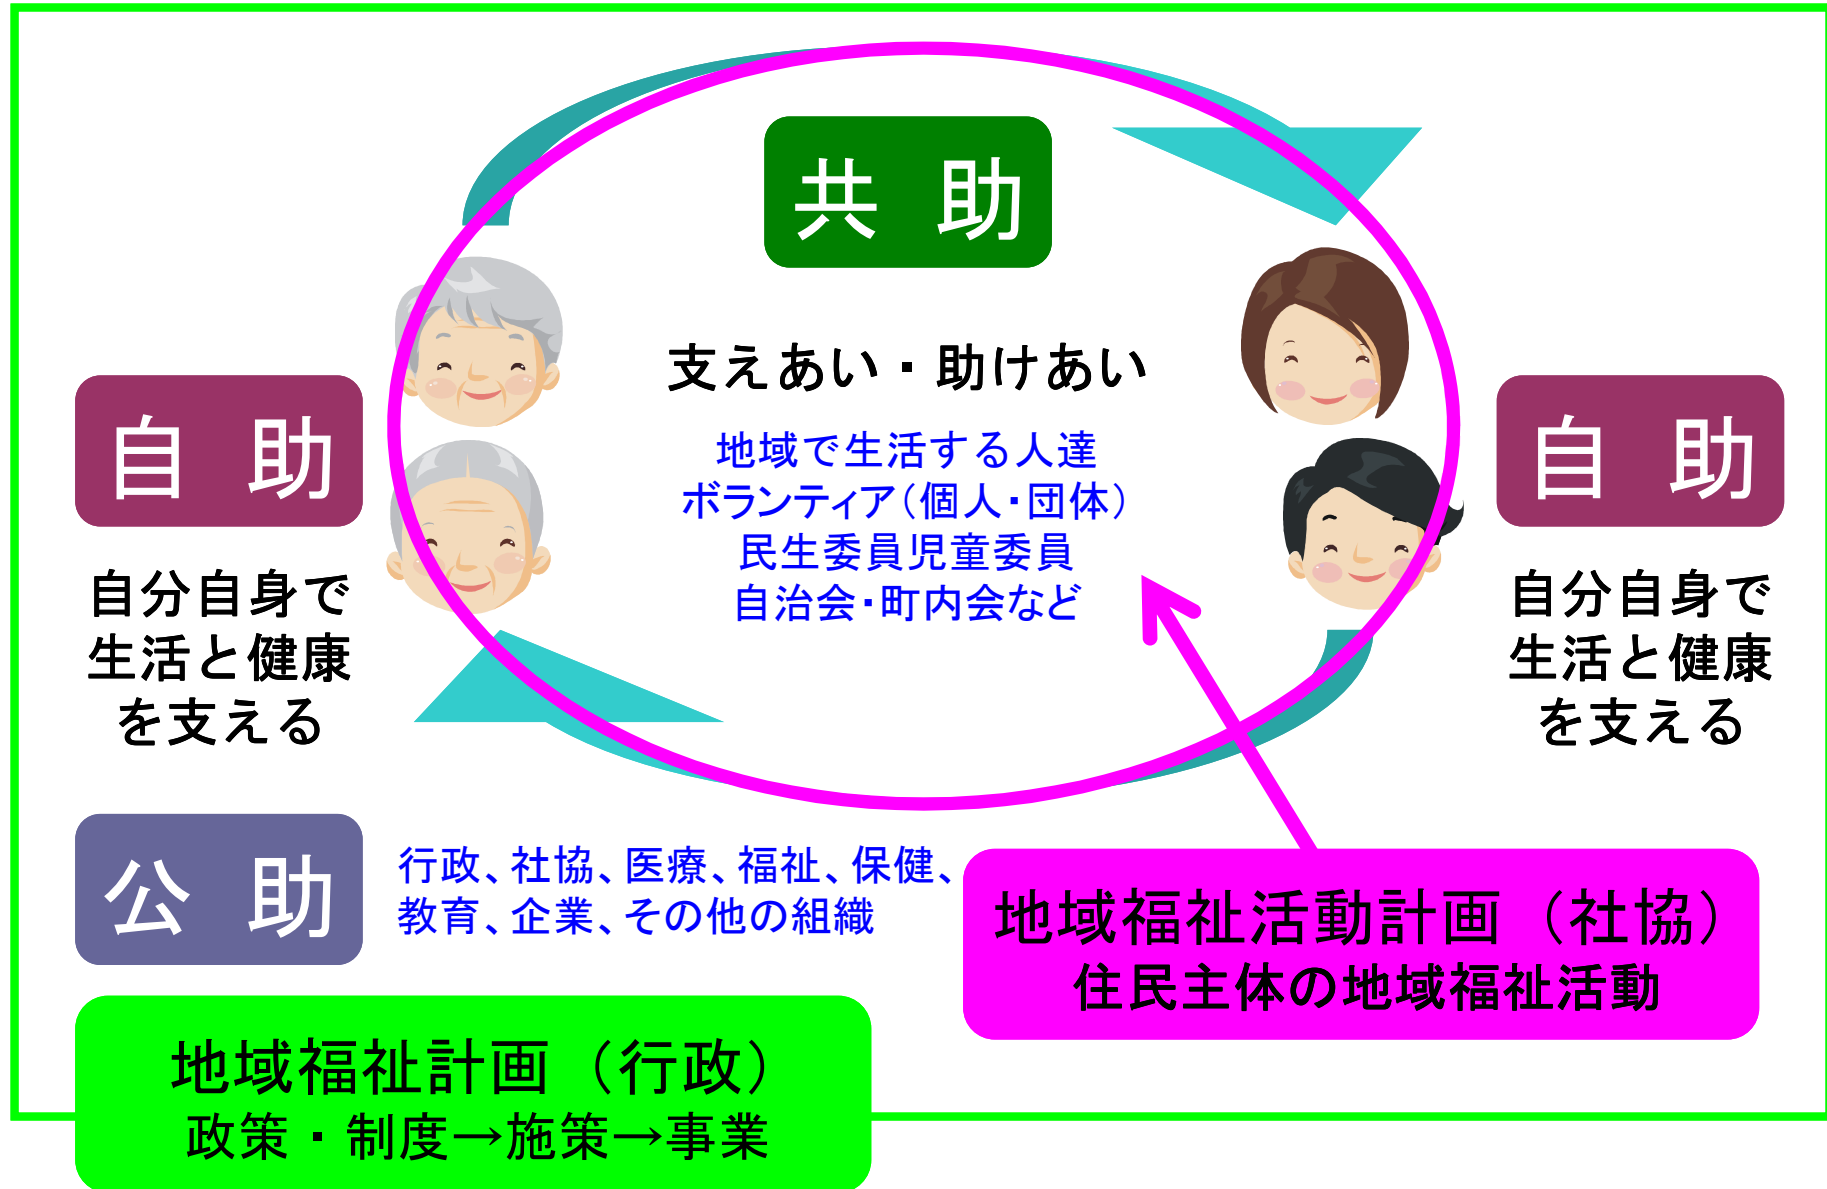 共 助
支えあい・助けあい
地域で生活する人達
ボランティア（個人・団体）
民生委員児童委員
自治会・町内会など
自 助
自分自身で
生活と健康
を支える
自 助
自分自身で
生活と健康
を支える
公 助
行政、社協、医療、福祉、保健、
教育、企業、その他の組織
地域福祉活動計画（社協）
住民主体の地域福祉活動
地域福祉計画（行政）
政策・制度→施策→事業